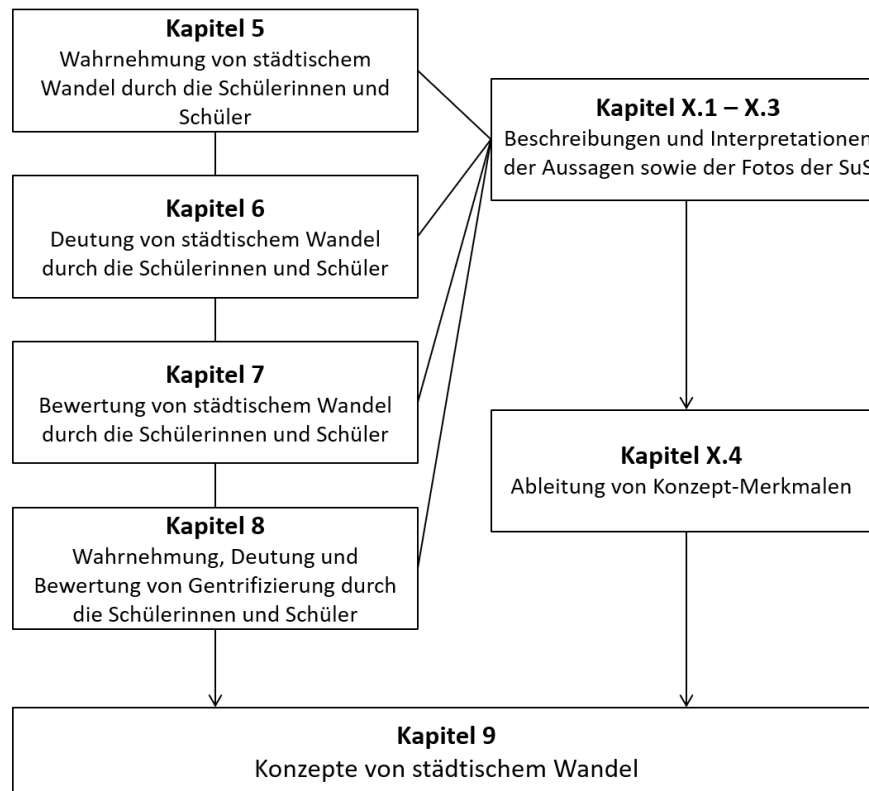 Kapitel 5
Wahrnehmung von städtischem
Wandel durch die Schülerinnen und
Schüler
Kapitel 6
Deutung von städtischem Wandel
durch die Schülerinnen und Schüler
Kapitel 7
Bewertung von städtischem Wandel
durch die Schülerinnen und Schüler
Kapitel 8
Wahrnehmung, Deutung und
Bewertung von Gentrifizierung durch
die Schülerinnen und Schüler
Kapitel X.1 – X.3
Beschreibungen und Interpretationen
der Aussagen sowie der Fotos der SuS
Kapitel X.4
Ableitung von Konzept-Merkmalen
Kapitel 9
Konzepte von städtischem Wandel